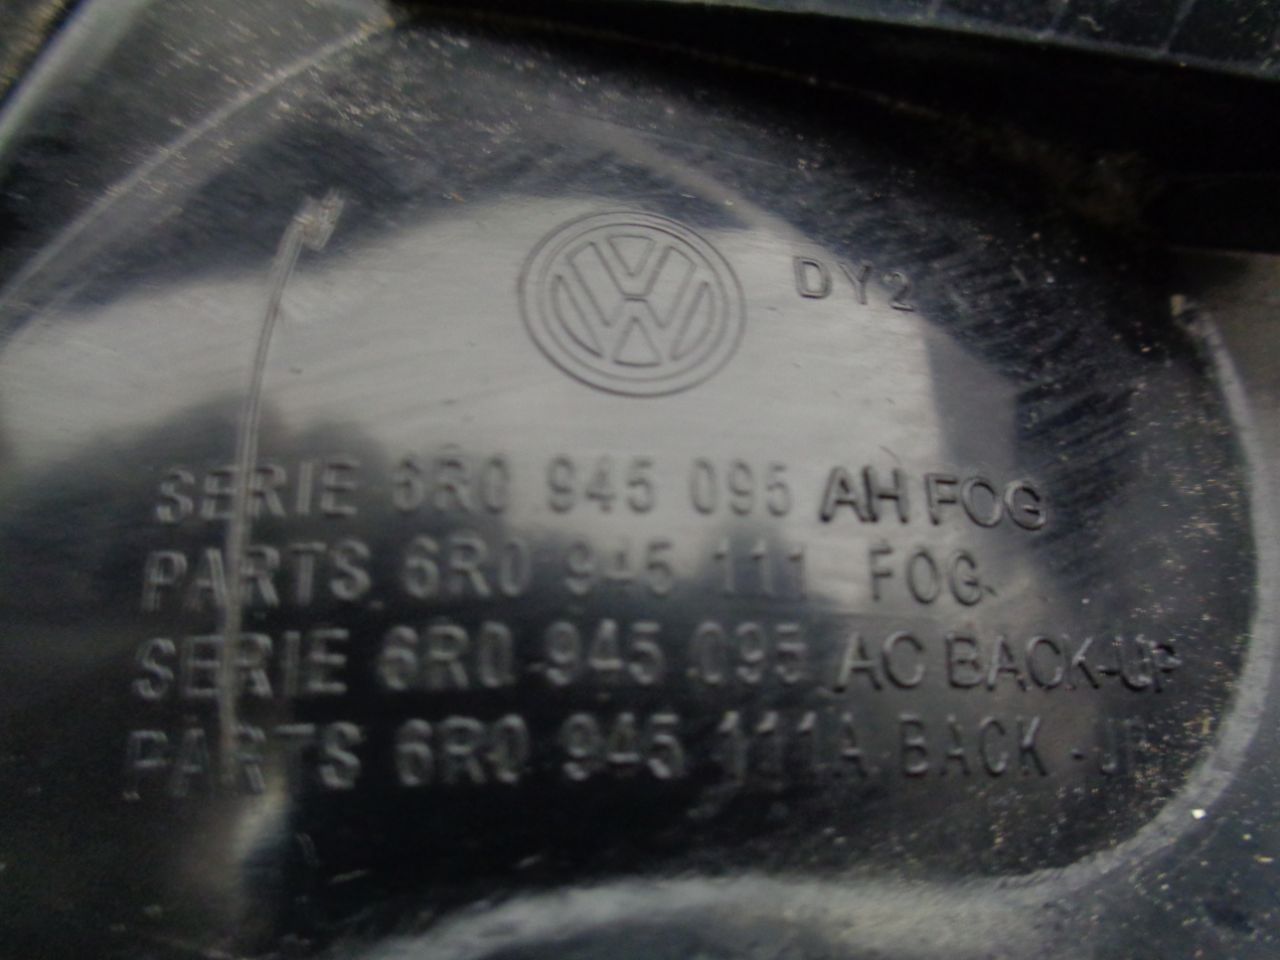 DY2
SERIE 6R0 945 095 AH FOG
PARTS 6R0 945 111 FOG
SERIE 6R0 945 095 AC BACK-UP
PARTS 6R0 945 111A BACK-UP